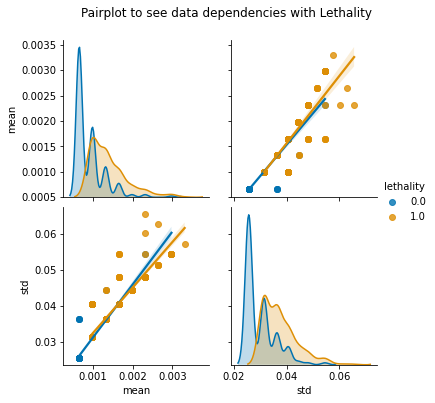 Pairplot to see data dependencies with Lethality
0.0035
0.0030
0.0025
0.0020
0.0015
0.0010
0.0005
mean
lethality
0.0
1.0
0.06
0.05
0.04
0.03
std
0.001 0.002 0.003
mean
0.02 0.04 0.06
std